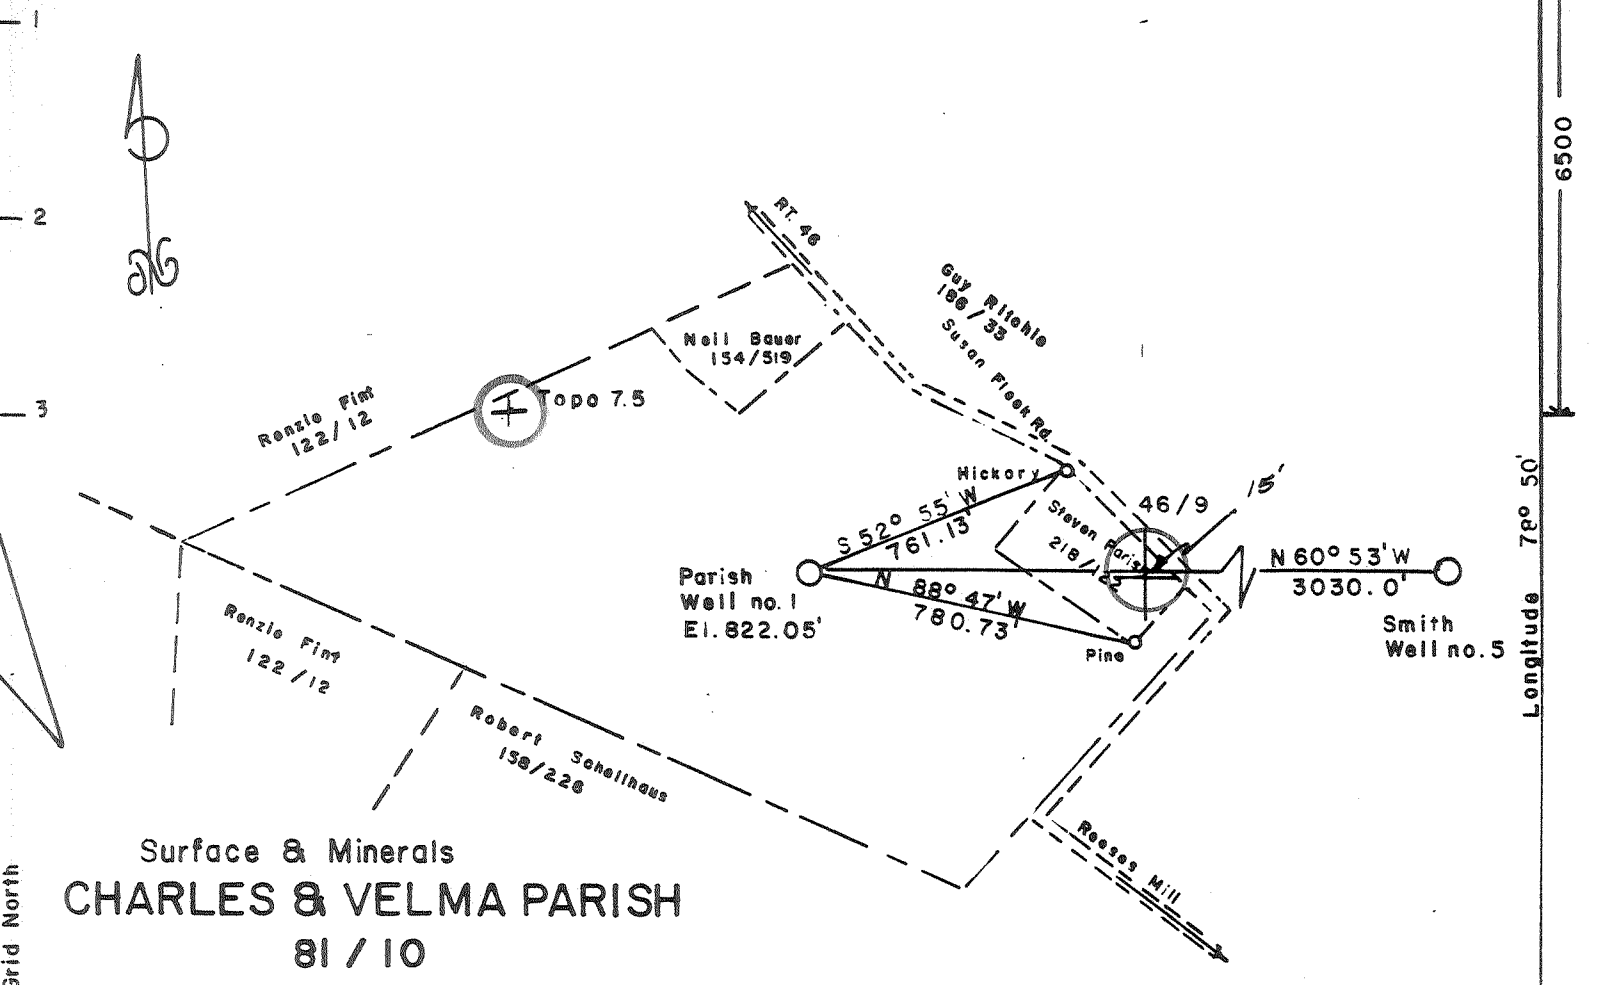 1
2
3
6500
RT. 46
Guy Ritchie
186/33
Susan Fleek Rd.
Neil Bauer
154/519
Topo 7.5
Renzie Fint
122/12
Hickory
46/9
15'
S 52° 55' W
761.13'
Steven Paris
218/
N 60° 53' W
3030.0'
Parish
Well no. 1
El. 822.05'
N 88° 47' W
780.73'
Pine
Smith
Well no. 5
Longitude 78° 50'
Renzie Fint
122/12
Robert Schellhaus
158/226
Reeses Mill
Surface & Minerals
CHARLES & VELMA PARISH
81/10
Grid North